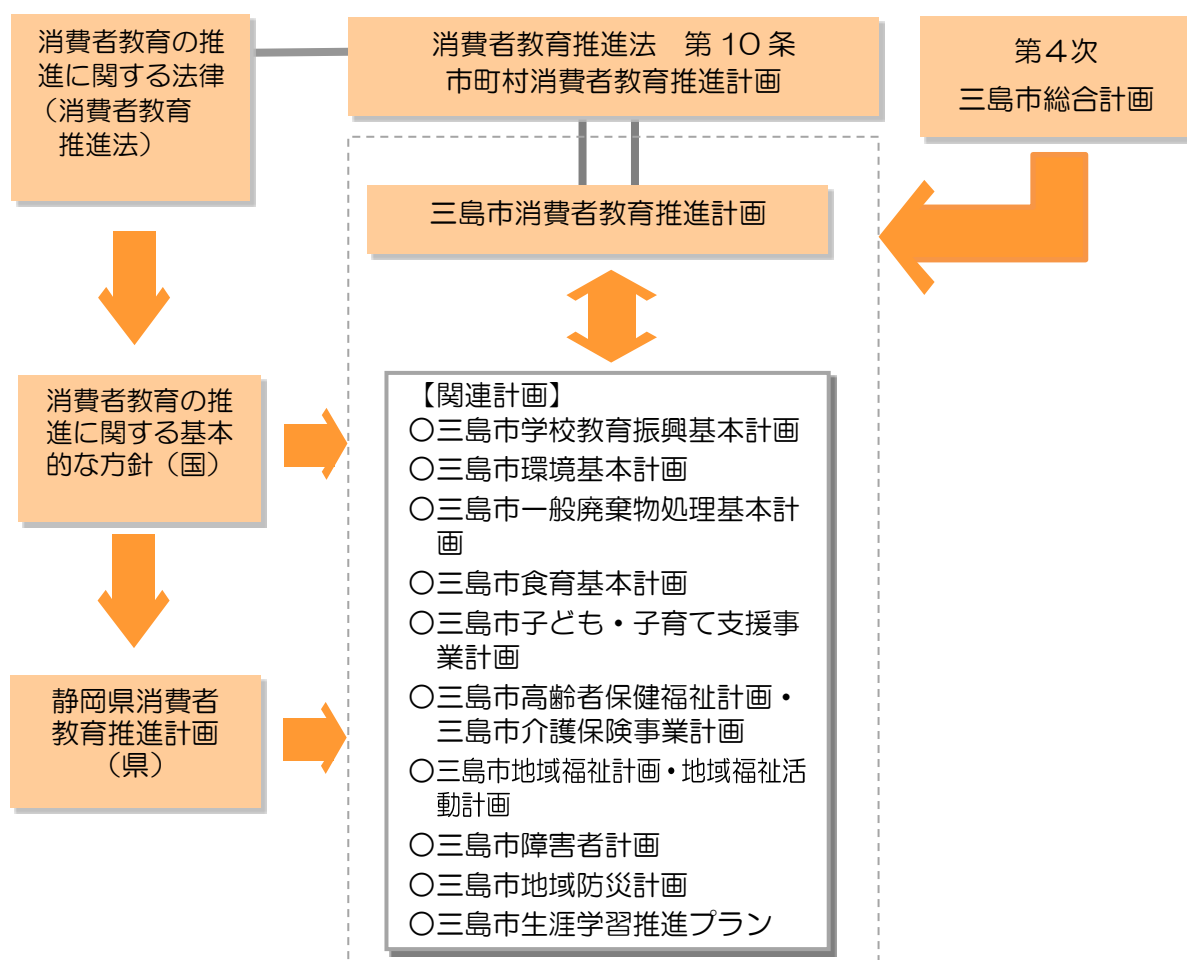 消費者教育の推
進に関する法律
(消費者教育
推進法)
消費者教育推進法 第10条
市町村消費者教育推進計画
第4次
三島市総合計画
三島市消費者教育推進計画
消費者教育の推
進に関する基本
的な方針(国)
静岡県消費者
教育推進計画
(県)
【関連計画】
〇三島市学校教育振興基本計画
〇三島市環境基本計画
〇三島市一般廃棄物処理基本計
画
〇三島市食育基本計画
〇三島市子ども・子育て支援事
業計画
〇三島市高齢者保健福祉計画・
三島市介護保険事業計画
〇三島市地域福祉計画・地域福祉活
動計画
〇三島市障害者計画
〇三島市地域防災計画
〇三島市生涯学習推進プラン